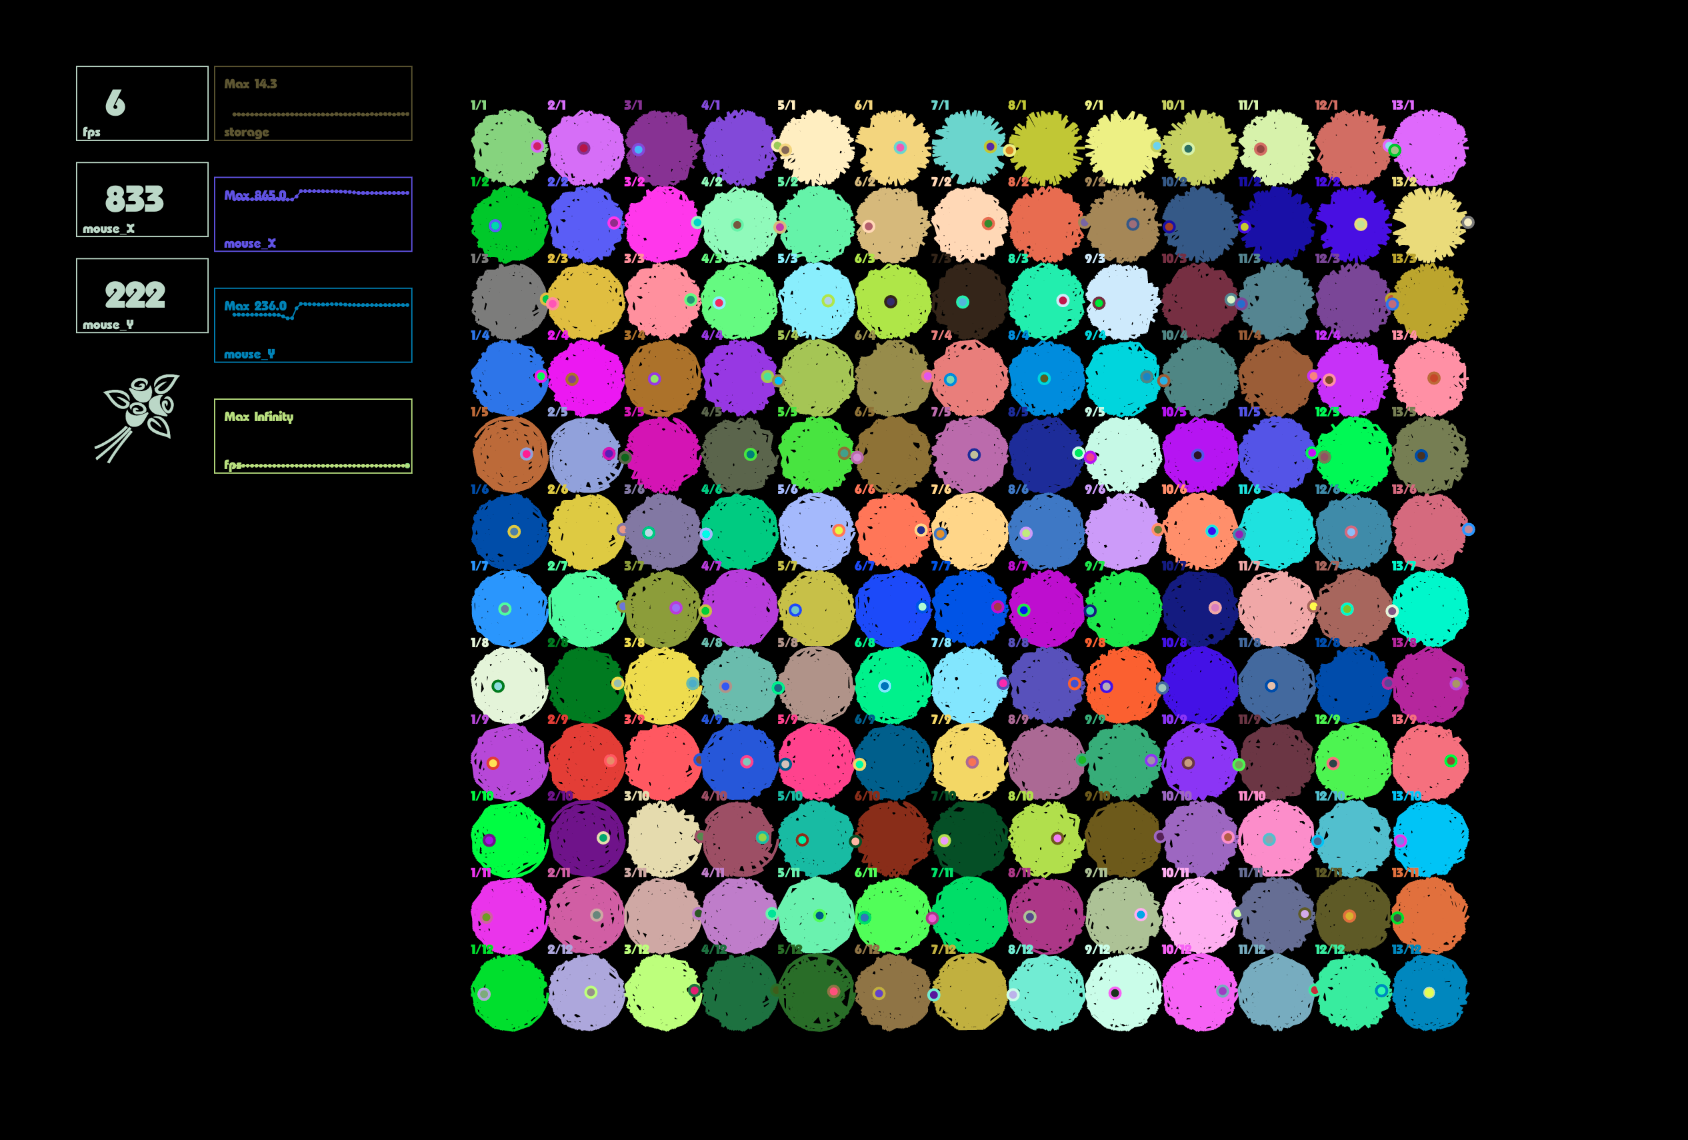 6
fps
Max 14.3
storage
833
mouse_X
Max 865.0
mouse_X
222
mouse_Y
Max 236.0
mouse_Y
Max Infinity
fps
1/1 2/1 3/1 4/1 5/1 6/1 7/1 8/1 9/1 10/1 11/1 12/1 13/1
1/2 2/2 3/2 4/2 5/2 6/2 7/2 8/2 9/2 10/2 11/2 12/2 13/2
1/3 2/3 3/3 4/3 5/3 6/3 7/3 8/3 9/3 10/3 11/3 12/3 13/3
1/4 2/4 3/4 4/4 5/4 6/4 7/4 8/4 9/4 10/4 11/4 12/4 13/4
1/5 2/5 3/5 4/5 5/5 6/5 7/5 8/5 9/5 10/5 11/5 12/5 13/5
1/6 2/6 3/6 4/6 5/6 6/6 7/6 8/6 9/6 10/6 11/6 12/6 13/6
1/7 2/7 3/7 4/7 5/7 6/7 7/7 8/7 9/7 10/7 11/7 12/7 13/7
1/8 2/8 3/8 4/8 5/8 6/8 7/8 8/8 9/8 10/8 11/8 12/8 13/8
1/9 2/9 3/9 4/9 5/9 6/9 7/9 8/9 9/9 10/9 11/9 12/9 13/9
1/10 2/10 3/10 4/10 5/10 6/10 7/10 8/10 9/10 10/10 11/10 12/10 13/10
1/11 2/11 3/11 4/11 5/11 6/11 7/11 8/11 9/11 10/11 11/11 12/11 13/11
1/12 2/12 3/12 4/12 5/12 6/12 7/12 8/12 9/12 10/12 11/12 12/12 13/12